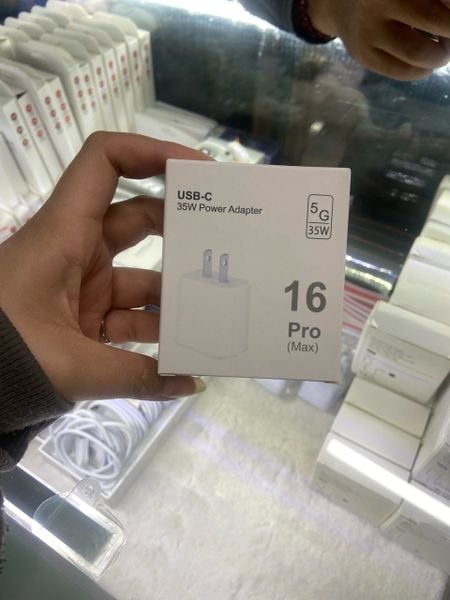 USB-C
35W Power Adapter
5G
35W
16
Pro
(Max)